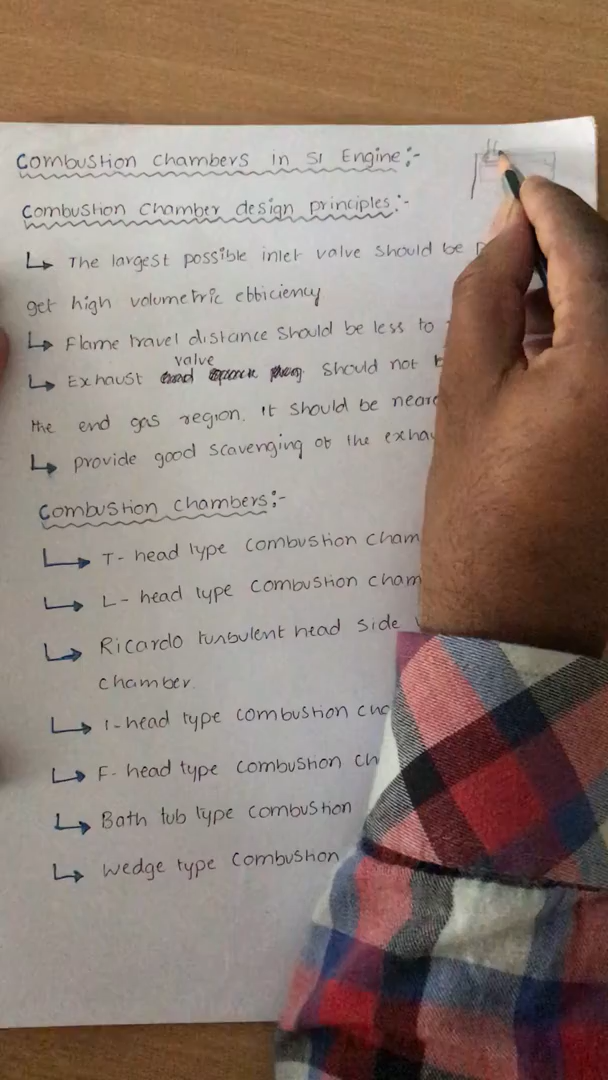 Combustion chambers in SI Engine:-
Combustion chamber design principles:-
↳ The largest possible inlet valve should be
get high volumetric efficiency
↳ Flame travel distance should be less to
valve
↳ Exhaust should not
the end gas region. It should be near
↳ provide good scavenging of the exhau
Combustion chambers:-
↳ T- head type combustion cham
↳ L- head type combustion cham
↳ Ricardo turbulent head side
chamber
↳ I-head type combustion cha
↳ F- head type combustion ch
↳ Bath tub type combustion
↳ wedge type combustion